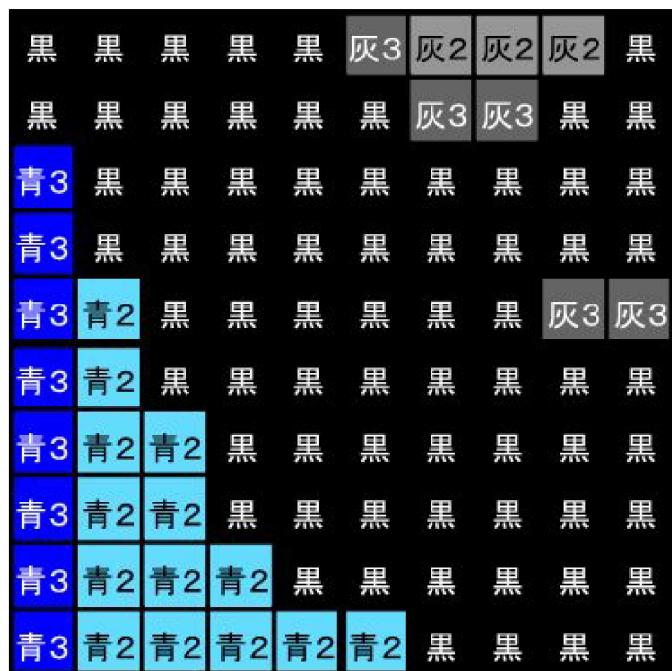 黒 黒 黒 黒 黒 灰3 灰2 灰2 灰2 黒
黒 黒 黒 黒 黒 黒 灰3 灰3 黒 黒
青3 黒 黒 黒 黒 黒 黒 黒 黒 黒
青3 黒 黒 黒 黒 黒 黒 黒 黒 黒
青3 青2 黒 黒 黒 黒 黒 黒 灰3 灰3
青3 青2 黒 黒 黒 黒 黒 黒 黒 黒
青3 青2 青2 黒 黒 黒 黒 黒 黒 黒
青3 青2 青2 黒 黒 黒 黒 黒 黒 黒
青3 青2 青2 青2 黒 黒 黒 黒 黒 黒
青3 青2 青2 青2 青2 青2 黒 黒 黒 黒